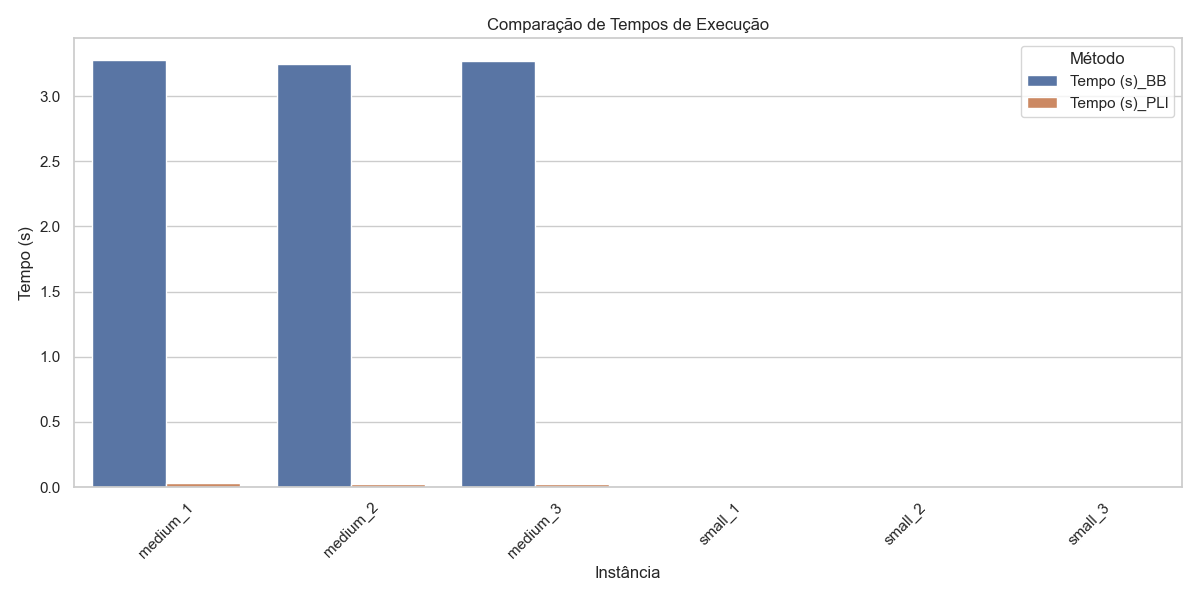 Comparação de Tempos de Execução
Método
Tempo (s)_BB
Tempo (s)_PLI
Tempo (s)
3.0
2.5
2.0
1.5
1.0
0.5
0.0
medium_1
medium_2
medium_3
small_1
small_2
small_3
Instância